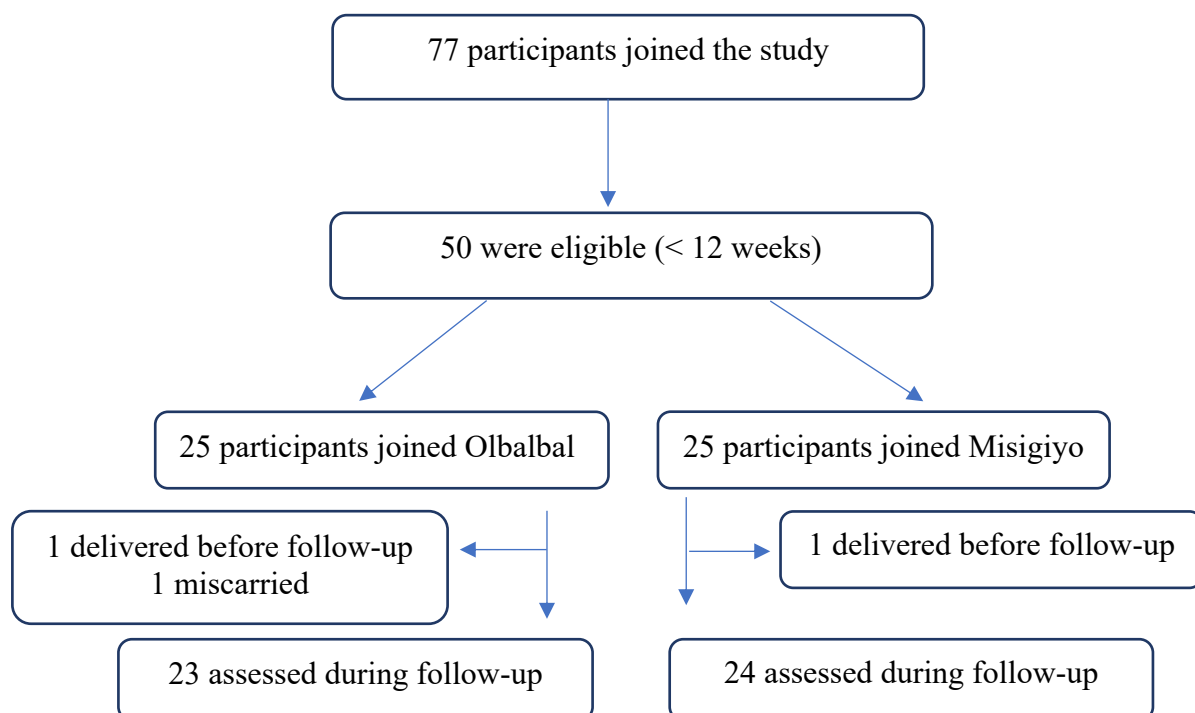 77 participants joined the study
50 were eligible (< 12 weeks)
25 participants joined Olbalbal
25 participants joined Misigiyo
1 delivered before follow-up
1 miscarried
1 delivered before follow-up
23 assessed during follow-up
24 assessed during follow-up